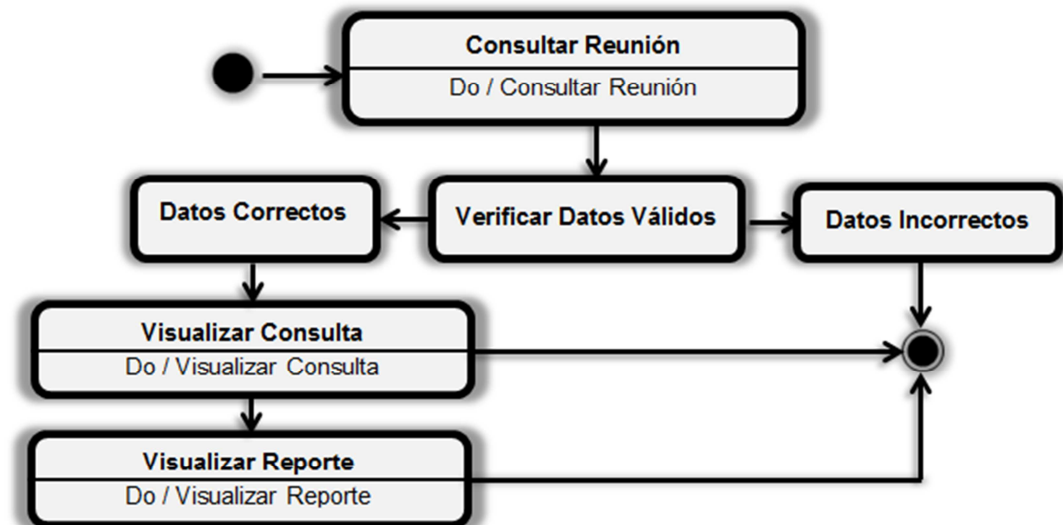 Consultar Reunión
Do / Consultar Reunión
Datos Correctos
Verificar Datos Válidos
Datos Incorrectos
Visualizar Consulta
Do / Visualizar Consulta
Visualizar Reporte
Do / Visualizar Reporte